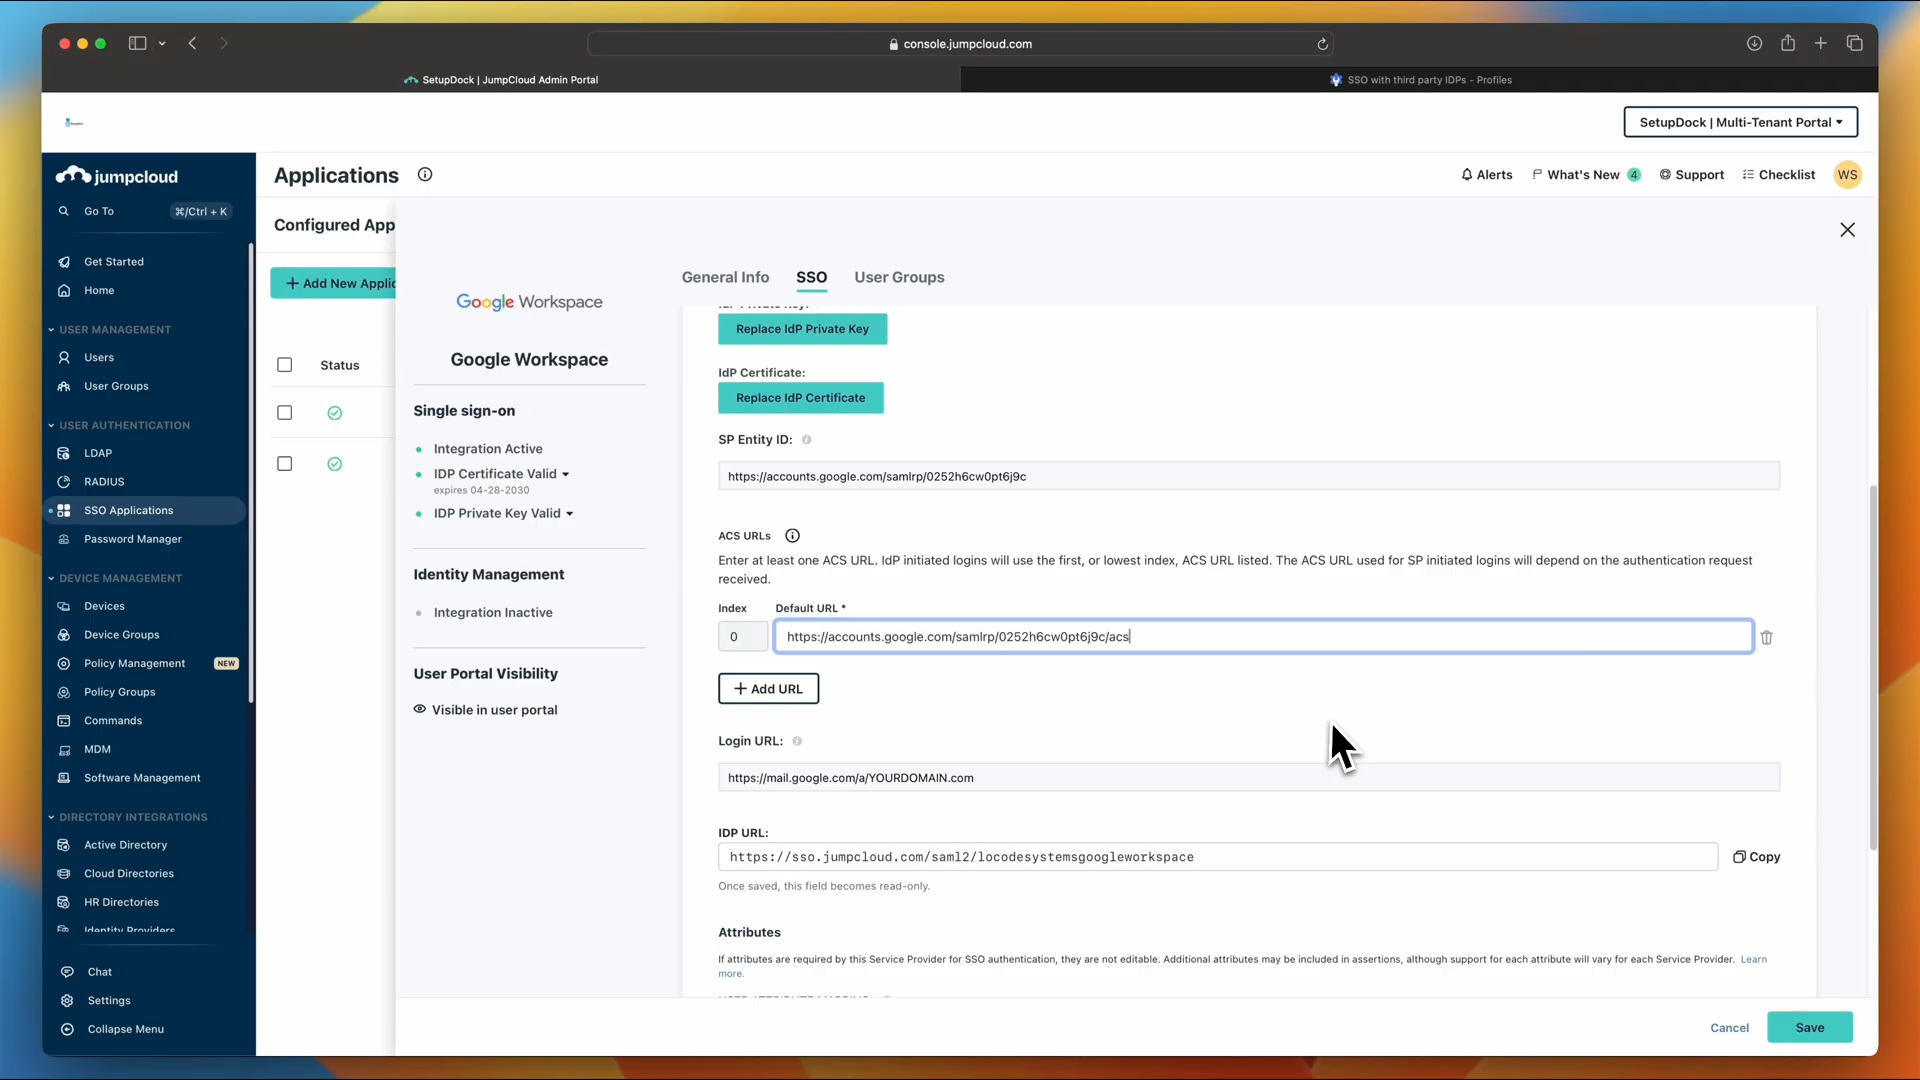 console.jumpcloud.com
SetupDock | JumpCloud Admin Portal
SSO with third party IDPs - Profiles
SetupDock | Multi-Tenant Portal
jumpcloud
Applications
Alerts
What's New 4
Support
Checklist
WS
Go To ⌘/Ctrl + K
Get Started
Home
USER MANAGEMENT
Users
User Groups
USER AUTHENTICATION
LDAP
RADIUS
SSO Applications
Password Manager
DEVICE MANAGEMENT
Devices
Device Groups
Policy Management NEW
Policy Groups
Commands
MDM
Software Management
DIRECTORY INTEGRATIONS
Active Directory
Cloud Directories
HR Directories
Identity Providers
Chat
Settings
Collapse Menu
Configured App
+ Add New Applic
Status
Google Workspace
Google Workspace
Single sign-on
Integration Active
IDP Certificate Valid
expires 04-28-2030
IDP Private Key Valid
Identity Management
Integration Inactive
User Portal Visibility
Visible in user portal
General Info
SSO
User Groups
IdP Private Key:
Replace IdP Private Key
IdP Certificate:
Replace IdP Certificate
SP Entity ID:
https://accounts.google.com/samlrp/0252h6cw0pt6j9c
ACS URLs
Enter at least one ACS URL. IdP initiated logins will use the first, or lowest index, ACS URL listed. The ACS URL used for SP initiated logins will depend on the authentication request
received.
Index Default URL *
0 https://accounts.google.com/samlrp/0252h6cw0pt6j9c/acs
+ Add URL
Login URL:
https://mail.google.com/a/YOURDOMAIN.com
IDP URL:
https://sso.jumpcloud.com/saml2/locodesystemsgoogleworkspace
Copy
Once saved, this field becomes read-only.
Attributes
If attributes are required by this Service Provider for SSO authentication, they are not editable. Additional attributes may be included in assertions, although support for each attribute will vary for each Service Provider. Learn
more.
USER ATTRIBUTE MAPPING:
Cancel
Save